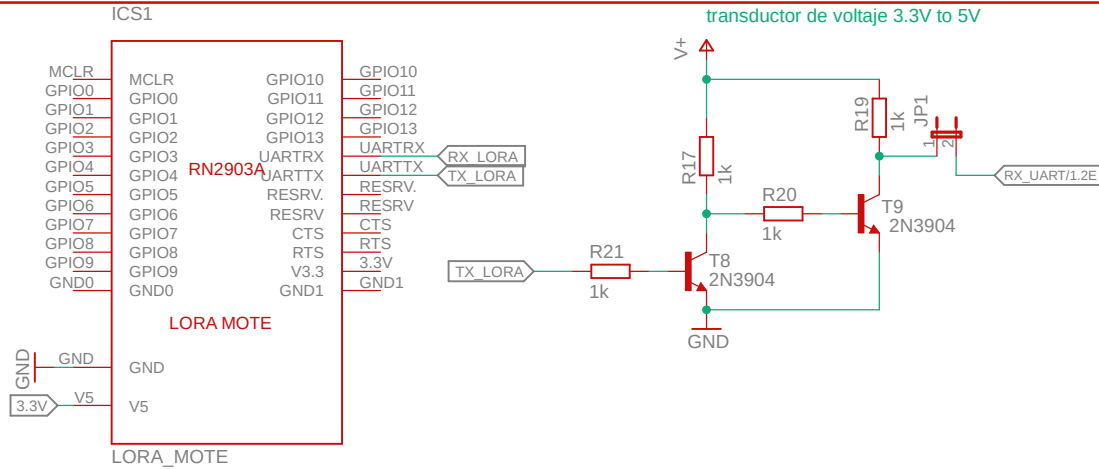 ICS1
MCLR
GPIO0
GPIO1
GPIO2
GPIO3
GPIO4
GPIO5
GPIO6
GPIO7
GPIO8
GPIO9
GND0
GND
V5
GND
3.3V
MCLR
GPIO0
GPIO1
GPIO2
GPIO3
GPIO4
GPIO5
GPIO6
GPIO7
GPIO8
GPIO9
GND0
GND
V5
RN2903A
LORA MOTE
GPIO10
GPIO11
GPIO12
GPIO13
UARTRX
UARTTX
RESRV.
RESRV
CTS
RTS
V3.3
GND1
GPIO10
GPIO11
GPIO12
GPIO13
UARTRX
UARTTX
RESRV.
RESRV
CTS
RTS
3.3V
GND1
RX_LORA
TX_LORA
LORA_MOTE
transductor de voltaje 3.3V to 5V
V+
R17
1k
R19
1k
JP1
1
2
RX_UART/1.2E
R20
1k
T9
2N3904
TX_LORA
R21
1k
T8
2N3904
GND